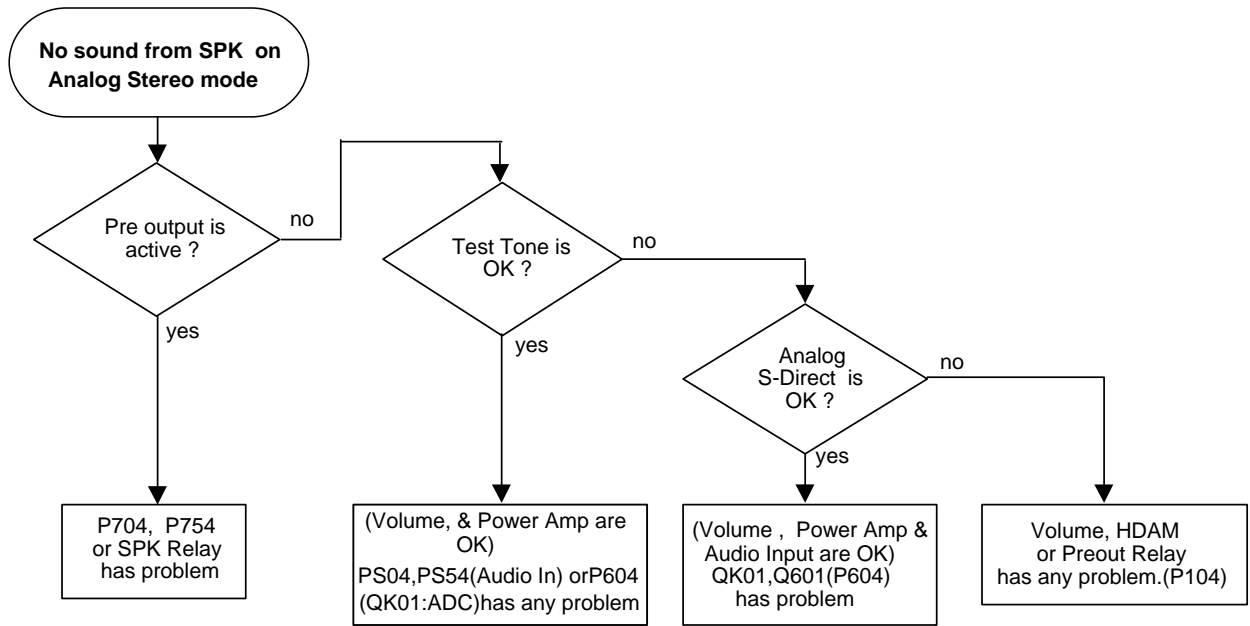 No sound from SPK on
Analog Stereo mode
Pre output is
active ?
no
yes
Test Tone is
OK ?
no
yes
Analog
S-Direct is
OK ?
no
yes
P704, P754
or SPK Relay
has problem
(Volume, & Power Amp are
OK)
PS04,PS54(Audio In) orP604
(QK01:ADC)has any problem
(Volume , Power Amp &
Audio Input are OK)
QK01,Q601(P604)
has problem
Volume, HDAM
or Preout Relay
has any problem.(P104)